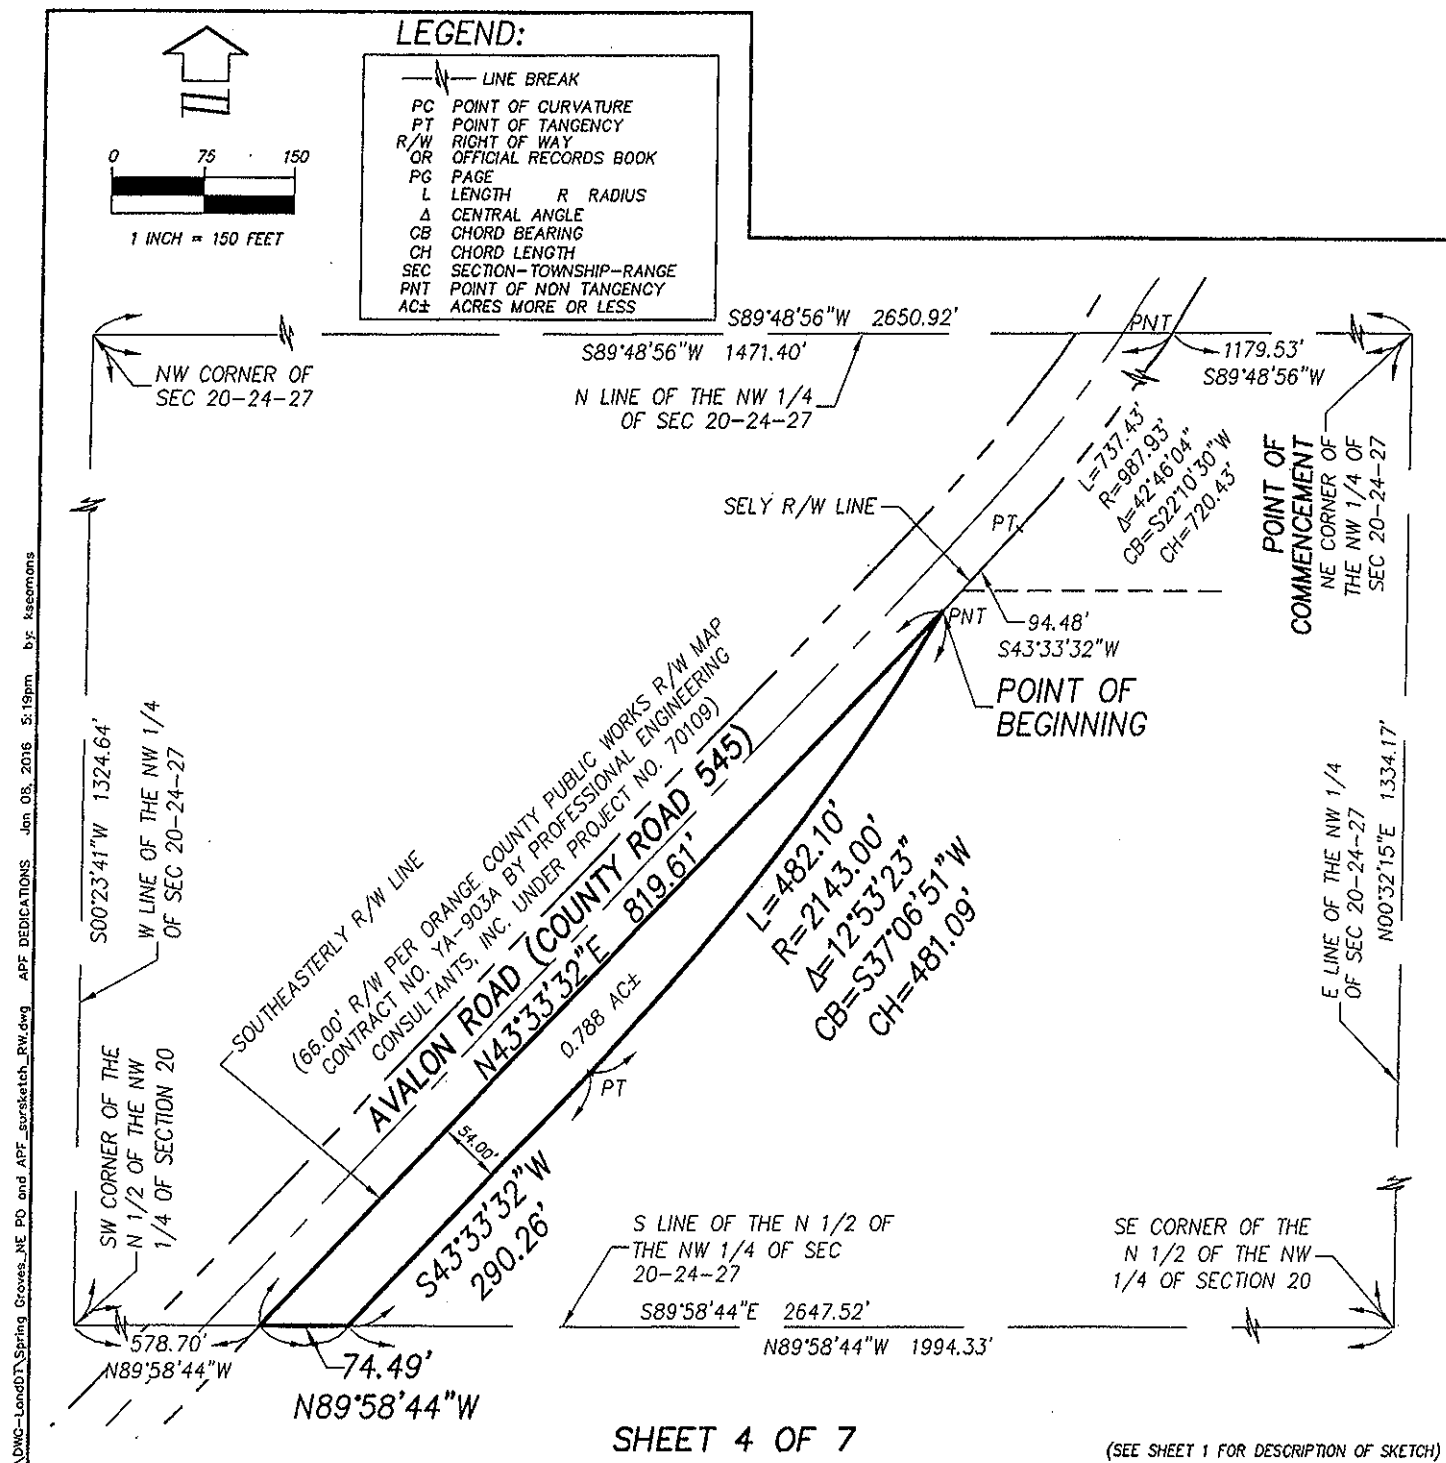 LEGEND:
LINE BREAK
PC POINT OF CURVATURE
PT POINT OF TANGENCY
R/W RIGHT OF WAY
OR OFFICIAL RECORDS BOOK
PG PAGE
L LENGTH R RADIUS
Δ CENTRAL ANGLE
CB CHORD BEARING
CH CHORD LENGTH
SEC SECTION-TOWNSHIP-RANGE
PNT POINT OF NON TANGENCY
AC± ACRES MORE OR LESS
0 75 150
1 INCH = 150 FEET
S89°48'56"W 2650.92'
S89°48'56"W 1471.40'
PNT
1179.53'
S89°48'56"W
NW CORNER OF
SEC 20-24-27
N LINE OF THE NW 1/4
OF SEC 20-24-27
L=737.43'
R=987.93'
Δ=42°46'04"
CB=S22°10'30"W
CH=720.43'
POINT OF
COMMENCEMENT
NE CORNER OF
THE NW 1/4 OF
SEC 20-24-27
SELY R/W LINE
PT
PNT
94.48'
S43°33'32"W
POINT OF
BEGINNING
S00°23'41"W 1324.64'
W LINE OF THE NW 1/4
OF SEC 20-24-27
SOUTHEASTERLY R/W LINE
(66.00' R/W PER ORANGE COUNTY PUBLIC WORKS R/W MAP
CONTRACT NO. YA-903A BY PROFESSIONAL ENGINEERING
CONSULTANTS, INC. UNDER PROJECT NO. 70109)
AVALON ROAD (COUNTY ROAD 545)
N43°33'32"E 819.61'
0.788 AC±
L=482.10'
R=2143.00'
Δ=12°53'23"
CB=S37°06'51"W
CH=481.09'
E LINE OF THE NW 1/4
OF SEC 20-24-27
N00°32'15"E 1334.17'
PT
54.00'
S43°33'32"W
290.26'
SW CORNER OF THE
N 1/2 OF THE NW
1/4 OF SECTION 20
S LINE OF THE N 1/2 OF
THE NW 1/4 OF SEC
20-24-27
SE CORNER OF THE
N 1/2 OF THE NW
1/4 OF SECTION 20
S89°58'44"E 2647.52'
N89°58'44"W 1994.33'
578.70'
N89°58'44"W
74.49'
N89°58'44"W
SHEET 4 OF 7
(SEE SHEET 1 FOR DESCRIPTION OF SKETCH)
\DWG-LandDT\Spring Groves\NE PD and APF_sursketch_RW.dwg APF DEDICATIONS Jan 08, 2016 5:19pm by: